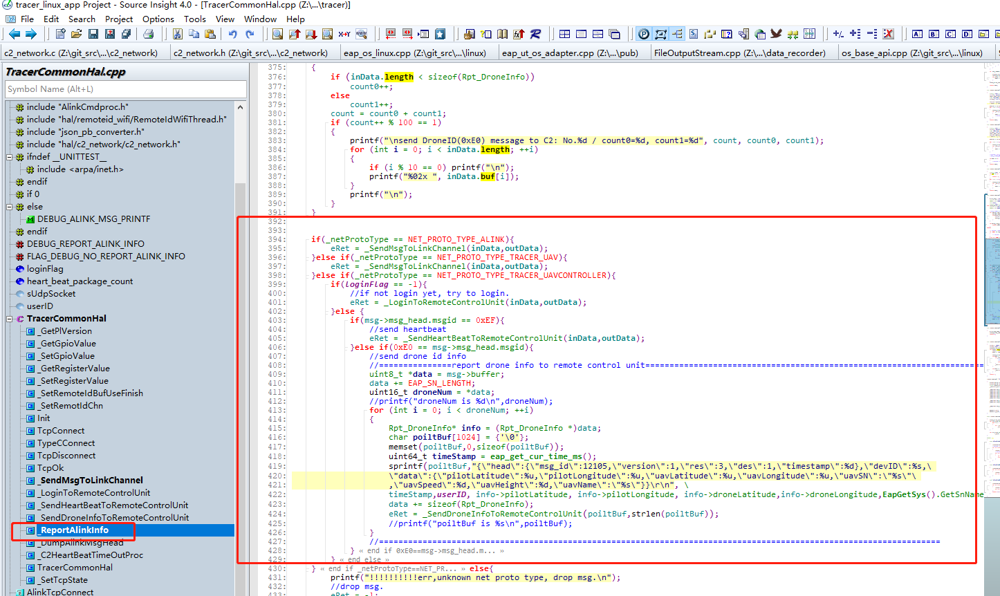 tracer_linux_app Project - Source Insight 4.0 - [TracerCommonHal.cpp (Z:\...\tracer)]
File Edit Search Project Options Tools View Window Help
c2_network.c (Z:\git_src\...\c2_network) c2_network.h (Z:\git_src\...\c2_network) eap_os_linux.cpp (Z:\git_src\...\linux) eap_ut_os_adapter.cpp (Z:\...\pub) FileOutputStream.cpp (Z:\...\data_recorder) os_base_api.cpp (Z:\git_src\...\linux)
TracerCommonHal.cpp
Symbol Name (Alt+L)
include "AlinkCmdproc.h"
include "hal/remoteid_wifi/RemoteIdWifiThread.h"
include "json_pb_converter.h"
include "hal/c2_network/c2_network.h"
ifndef __UNITTEST__
include <arpa/inet.h>
endif
if 0
else
DEBUG_ALINK_MSG_PRINTF
endif
DEBUG_REPORT_ALINK_INFO
FLAG_DEBUG_NO_REPORT_ALINK_INFO
loginFlag
heart_beat_package_count
sUdpSocket
userID
TracerCommonHal
_GetPlVersion
_GetGpioValue
_SetGpioValue
_GetRegisterValue
_SetRegisterValue
_SetRemoteIdBufUseFinish
_SetRemotIdChn
Init
TcpConnect
TypeCConnect
TcpDisconnect
TcpOk
_SendMsgToLinkChannel
_LoginToRemoteControlUnit
_SendHeartBeatToRemoteControlUnit
_SendDroneInfoToRemoteControlUnit
_ReportAlinkInfo
_DumpAlinkMsgHead
_C2HeartBeatTimeOutProc
TracerCommonHal
_SetTcpState
AlinkTcpConnect
375: {
376: if (inData.length < sizeof(Rpt_DroneInfo))
377: count0++;
378: else
379: count1++;
380: count = count0 + count1;
381: if (count++ % 100 == 1)
382: {
383: printf("\nsend DroneID(0xE0) message to C2: No.%d / count0=%d, count1=%d", count, count0, count1);
384: for (int i = 0; i < inData.length; ++i)
385: {
386: if (i % 10 == 0) printf("\n");
387: printf("%02x ", inData.buf[i]);
388: }
389: printf("\n");
390: }
391: }
392:
393:
394: if(_netProtoType == NET_PROTO_TYPE_ALINK){
395: eRet = _SendMsgToLinkChannel(inData,outData);
396: }else if(_netProtoType == NET_PROTO_TYPE_TRACER_UAV){
397: eRet = _SendMsgToLinkChannel(inData,outData);
398: }else if(_netProtoType == NET_PROTO_TYPE_TRACER_UAVCONTROLLER){
399: if(loginFlag == -1){
400: //if not login yet, try to login.
401: eRet = _LoginToRemoteControlUnit(inData,outData);
402: }else {
403: if(msg->msg_head.msgid == 0xEF){
404: //send heartbeat
405: eRet = _SendHeartBeatToRemoteControlUnit(inData,outData);
406: }else if(0xE0 == msg->msg_head.msgid){
407: //send drone id info
408: //===============report drone info to remote control unit======================================================================
409: uint8_t *data = msg->buffer;
410: data += EAP_SN_LENGTH;
411: uint16_t droneNum = *data;
412: //printf("droneNum is %d\n",droneNum);
413: for (int i = 0; i < droneNum; ++i)
414: {
415: Rpt_DroneInfo* info = (Rpt_DroneInfo *)data;
416: char poiltBuf[1024] = {'\0'};
417: memset(poiltBuf,0,sizeof(poiltBuf));
418: uint64_t timeStamp = eap_get_cur_time_ms();
419: sprintf(poiltBuf,"{\"head\":{\"msg_id\":12105,\"version\":1,\"res\":3,\"des\":1,\"timestamp\":%d},\"devID\":%s,\
420: \"data\":{\"pilotLatitude\":%u,\"pilotLongitude\":%u,\"uavLatitude\":%u,\"uavLongitude\":%u,\"uavSN\":\"%s\"\
421: ,\"uavSpeed\":%d,\"uavHeight\":%d,\"uavName\":\"%s\"}}\r\n", \
422: timeStamp,userID, info->pilotLatitude, info->pilotLongitude, info->droneLatitude,info->droneLongitude,EapGetSys().GetSnName
423: data += sizeof(Rpt_DroneInfo);
424: eRet = _SendDroneInfoToRemoteControlUnit(poiltBuf,strlen(poiltBuf));
425: //printf("poiltBuf is %s\n",poiltBuf);
426: }
427: //====================================================================================================================
428: } « end if 0xE0==msg->msg_head.m... »
429: } « end else »
430: } « end if _netProtoType==NET_PR... » else{
431: printf("!!!!!!!!!!err,unknown net proto type, drop msg.\n");
432: //drop msg.
433: eRet = -1;